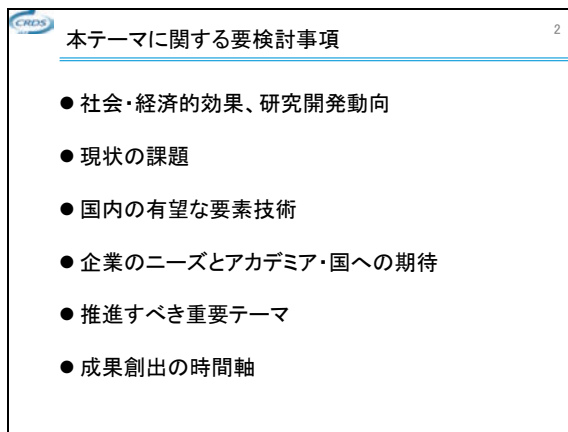 CRDS
本テーマに関する要検討事項
2
● 社会・経済的効果、研究開発動向
● 現状の課題
● 国内の有望な要素技術
● 企業のニーズとアカデミア・国への期待
● 推進すべき重要テーマ
● 成果創出の時間軸